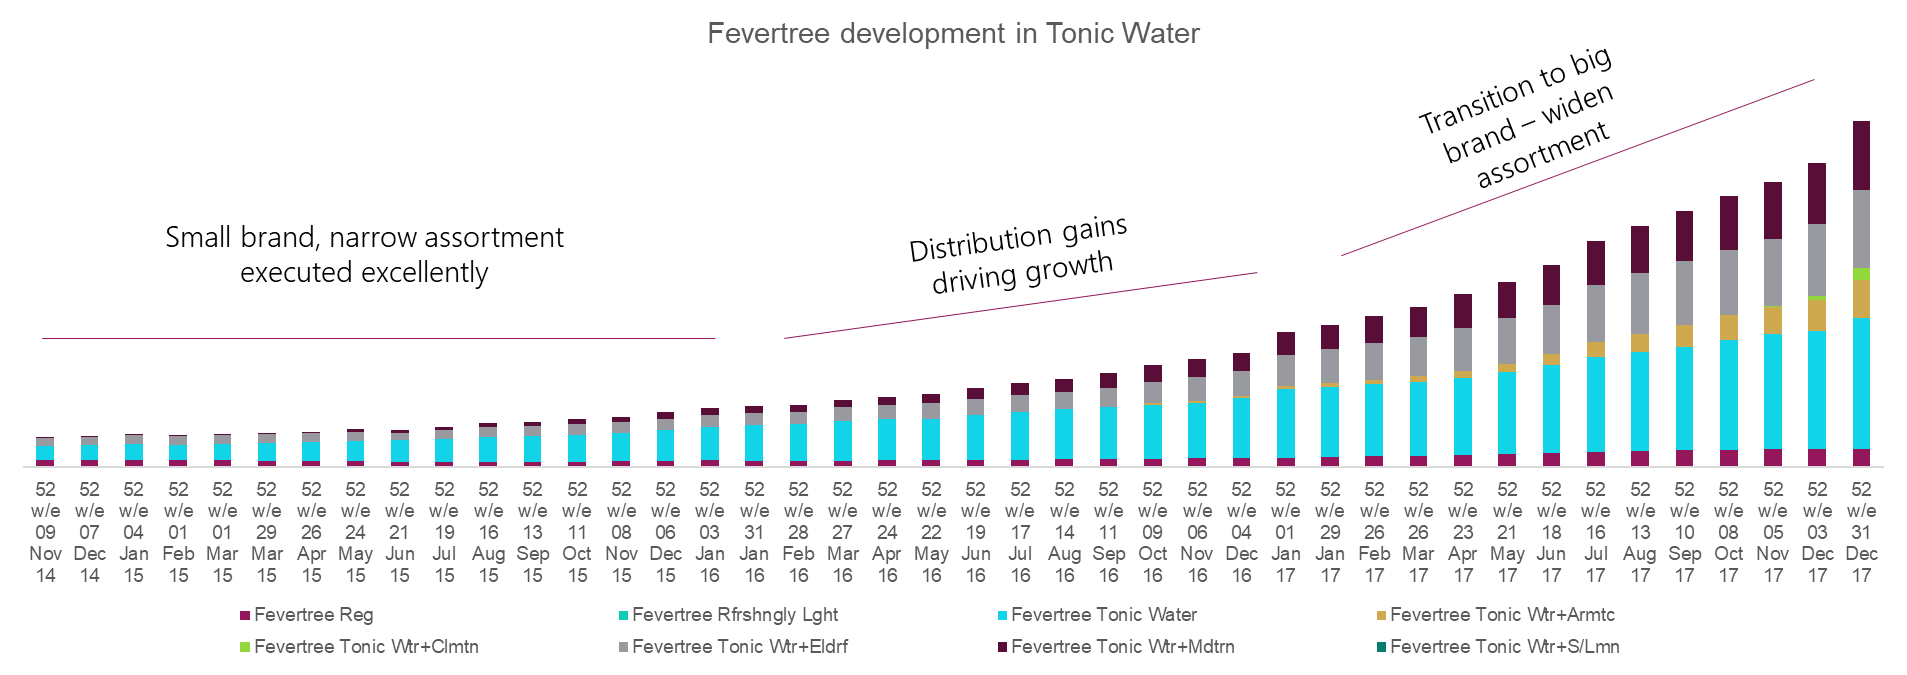 Fevertree development in Tonic Water
Transition to big
brand – widen
assortment
Small brand, narrow assortment
executed excellently
Distribution gains
driving growth
52 52 52 52 52 52 52 52 52 52 52 52 52 52 52 52 52 52 52 52 52 52 52 52 52 52 52 52 52 52 52 52 52 52 52 52 52 52 52 52 52 52
w/e w/e w/e w/e w/e w/e w/e w/e w/e w/e w/e w/e w/e w/e w/e w/e w/e w/e w/e w/e w/e w/e w/e w/e w/e w/e w/e w/e w/e w/e w/e w/e w/e w/e w/e w/e w/e w/e w/e w/e w/e w/e
09 07 04 01 01 29 26 24 21 19 16 13 11 08 06 03 31 28 27 24 22 19 17 14 11 09 06 04 01 29 26 26 23 21 18 16 13 10 08 05 03 31
Nov Dec Jan Feb Mar Mar Apr May Jun Jul Aug Sep Oct Nov Dec Jan Jan Feb Mar Apr May Jun Jul Aug Sep Oct Nov Dec Jan Jan Feb Mar Apr May Jun Jul Aug Sep Oct Nov Dec Dec
14 14 15 15 15 15 15 15 15 15 15 15 15 15 15 16 16 16 16 16 16 16 16 16 16 16 16 16 17 17 17 17 17 17 17 17 17 17 17 17 17 17
Fevertree Reg Fevertree Rfrshngly Lght Fevertree Tonic Water Fevertree Tonic Wtr+Armtc
Fevertree Tonic Wtr+Clmtn Fevertree Tonic Wtr+Eldrf Fevertree Tonic Wtr+Mdtrn Fevertree Tonic Wtr+S/Lmn